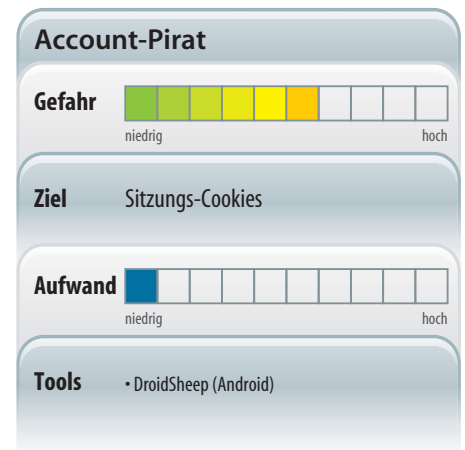 Account-Pirat
Gefahr
niedrig hoch
Ziel Sitzungs-Cookies
Aufwand
niedrig hoch
Tools • DroidSheep (Android)